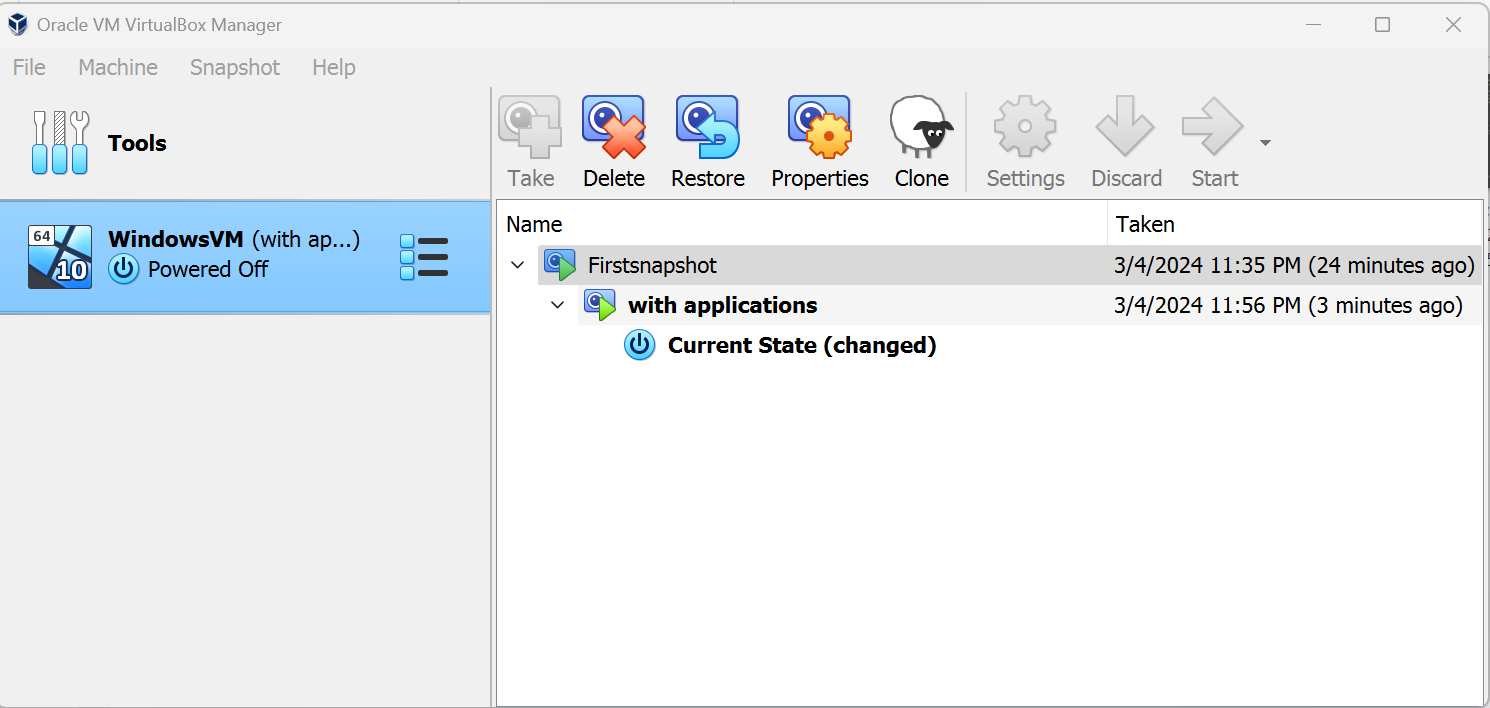 Oracle VM VirtualBox Manager
File Machine Snapshot Help
Tools
Take Delete Restore Properties Clone Settings Discard Start
64
10
WindowsVM (with ap...)
Powered Off
Name Taken
Firstsnapshot 3/4/2024 11:35 PM (24 minutes ago)
with applications 3/4/2024 11:56 PM (3 minutes ago)
Current State (changed)